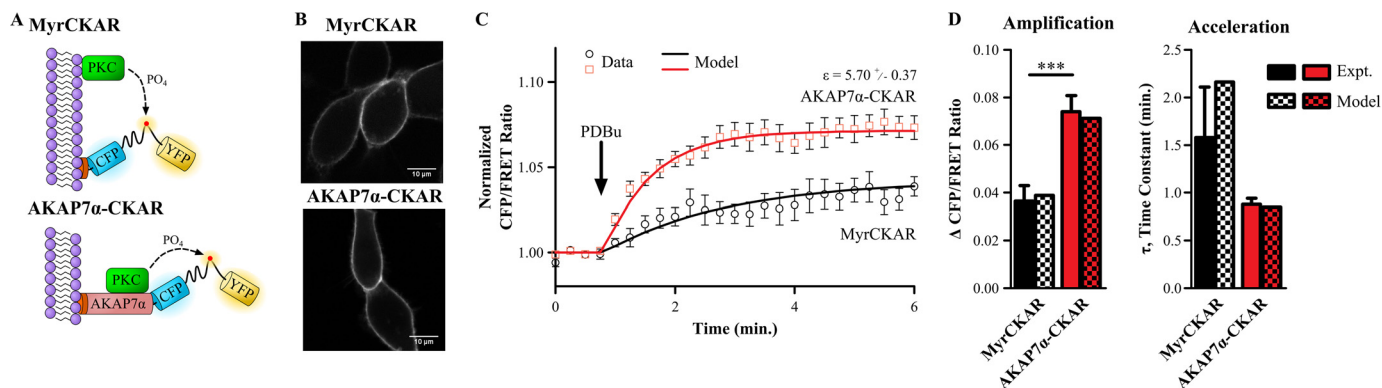 A
MyrCKAR
PKC
PO4
CFP
YFP
AKAP7α-CKAR
PO4
PKC
AKAP7α
CFP
YFP
B
MyrCKAR
10 μm
AKAP7α-CKAR
10 μm
C
Data
Model
ε = 5.70 +/- 0.37
AKAP7α-CKAR
PDBu
MyrCKAR
Normalized
CFP/FRET Ratio
1.10
1.05
1.00
0
2
4
6
Time (min.)
D
Amplification
***
Δ CFP/FRET Ratio
0.10
0.08
0.06
0.04
0.02
0.00
MyrCKAR
AKAP7α-CKAR
Acceleration
τ, Time Constant (min.)
2.5
2.0
1.5
1.0
0.5
0.0
MyrCKAR
AKAP7α-CKAR
Expt.
Model